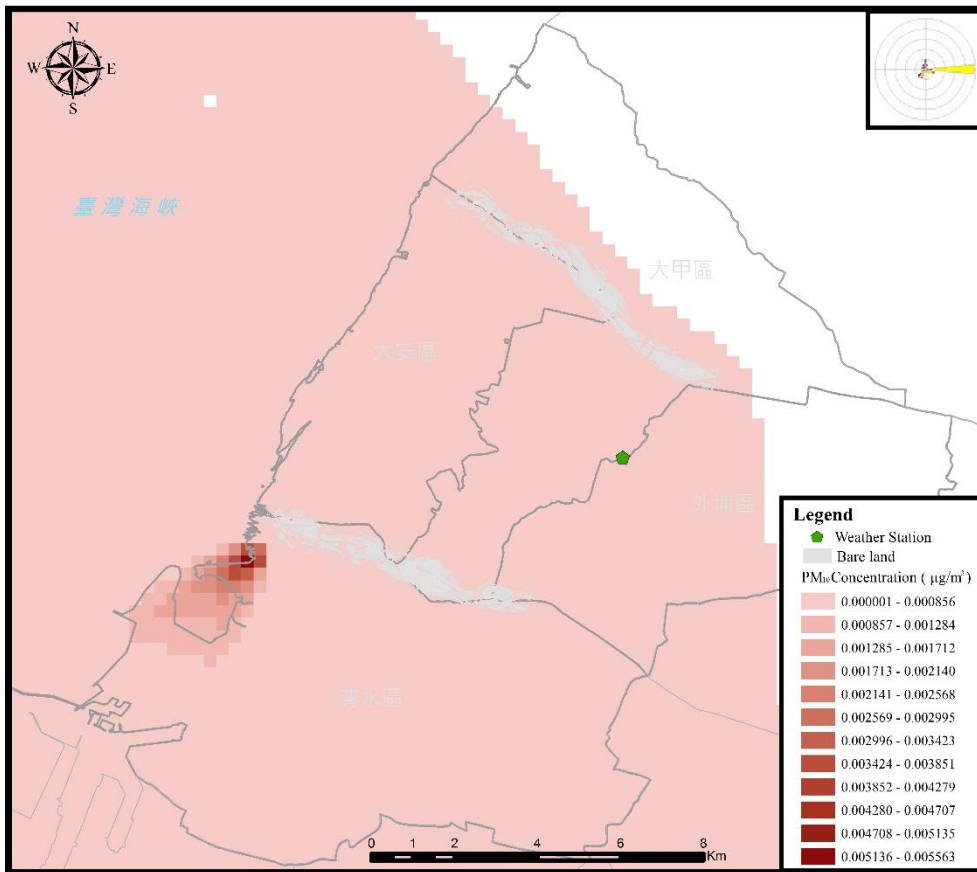 N
W E
S
臺灣海峽
大甲區
大安區
外埔區
清水區
Legend
Weather Station
Bare land
PM₁₀ Concentration ( μg/m³)
0.000001 - 0.000856
0.000857 - 0.001284
0.001285 - 0.001712
0.001713 - 0.002140
0.002141 - 0.002568
0.002569 - 0.002995
0.002996 - 0.003423
0.003424 - 0.003851
0.003852 - 0.004279
0.004280 - 0.004707
0.004708 - 0.005135
0.005136 - 0.005563
0 1 2 4 6 8
Km